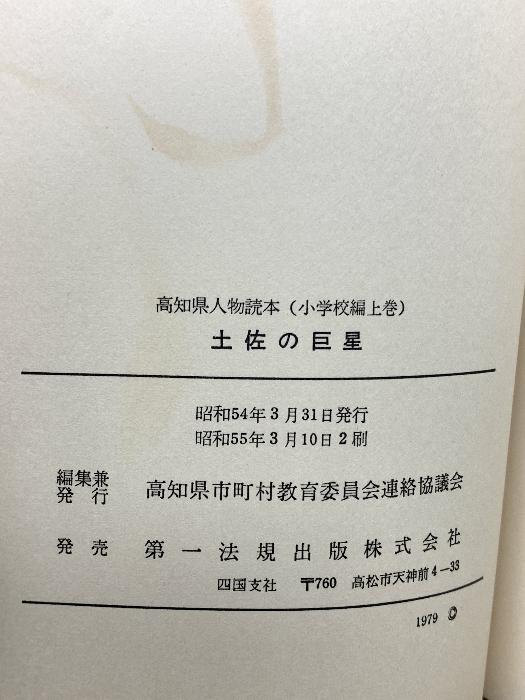 高知県人物読本（小学校編上巻）
土佐の巨星
昭和54年3月31日発行
昭和55年3月10日2刷
編集兼発行 高知県市町村教育委員会連絡協議会
発売 第一法規出版株式会社
四国支社 〒760 高松市天神前4－33
1979 ©